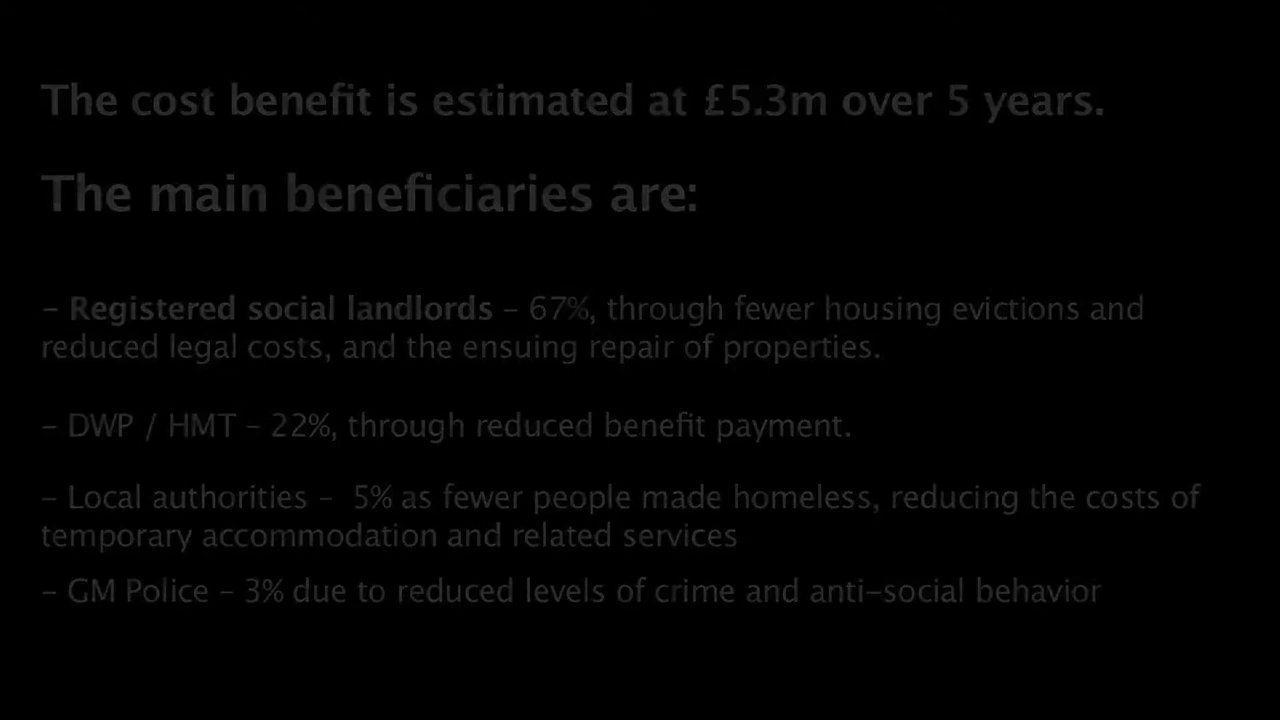 The cost benefit is estimated at £5.3m over 5 years.
The main beneficiaries are:
- Registered social landlords - 67%, through fewer housing evictions and
reduced legal costs, and the ensuing repair of properties.
- DWP / HMT - 22%, through reduced benefit payment.
- Local authorities -  5% as fewer people made homeless, reducing the costs of
temporary accommodation and related services
- GM Police - 3% due to reduced levels of crime and anti-social behavior